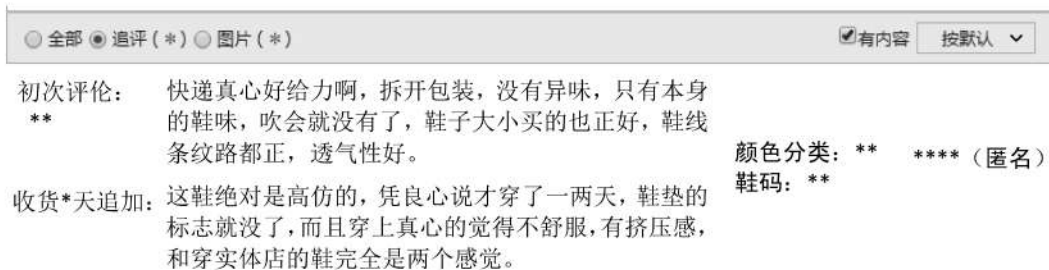 全部 追评（*） 图片（*） 有内容 按默认
初次评伦：
**
快递真心好给力啊，拆开包装，没有异味，只有本身
的鞋味，吹会就没有了，鞋子大小买的也正好，鞋线
条纹路都正，透气性好。
收货*天追加：
这鞋绝对是高仿的，凭良心说才穿了一两天，鞋垫的
标志就没了，而且穿上真心的觉得不舒服，有挤压感，
和穿实体店的鞋完全是两个感觉。
颜色分类：**
鞋码：**
****（匿名）